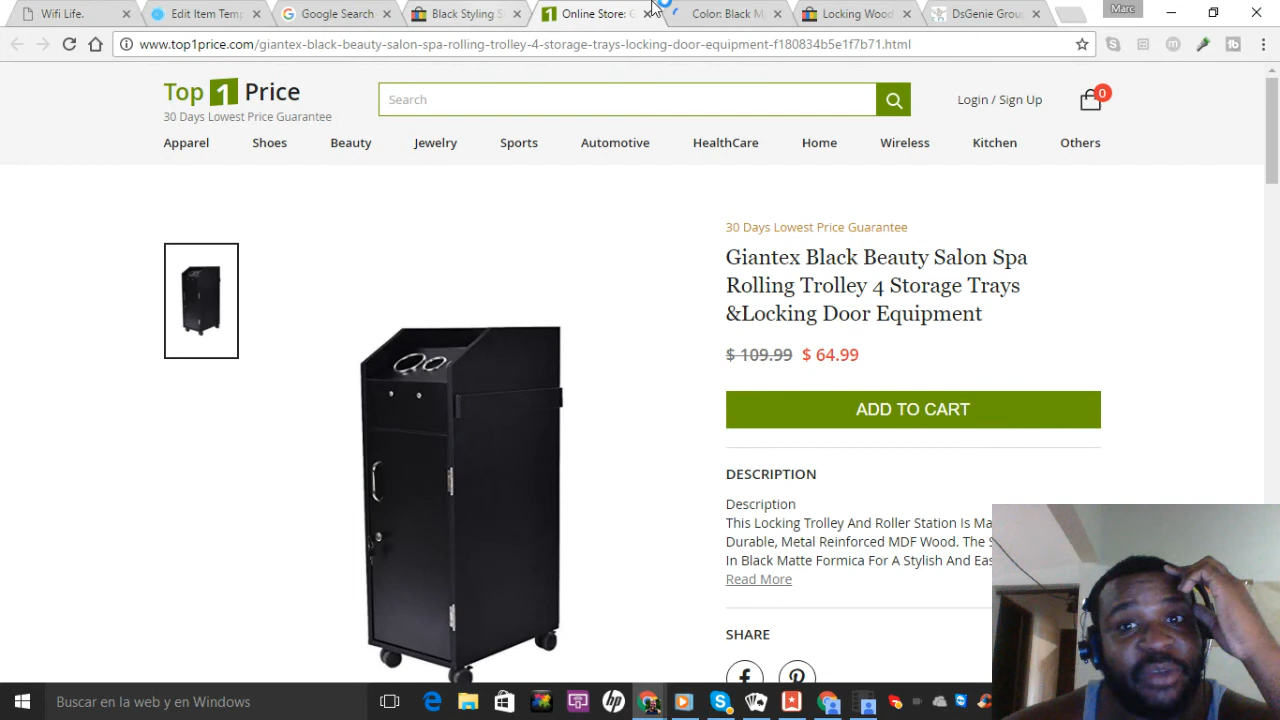 Marc
Wifi Life.
Edit Item Temp
Google Search
Black Styling S
Online Store: G
Color: Black M
Locking Wood
DsGenie Grou
www.top1price.com/giantex-black-beauty-salon-spa-rolling-trolley-4-storage-trays-locking-door-equipment-f180834b5e1f7b71.html
Top 1 Price
30 Days Lowest Price Guarantee
Search
Login / Sign Up
0
Apparel Shoes Beauty Jewelry Sports Automotive HealthCare Home Wireless Kitchen Others
30 Days Lowest Price Guarantee
Giantex Black Beauty Salon Spa
Rolling Trolley 4 Storage Trays
&Locking Door Equipment
$ 109.99 $ 64.99
ADD TO CART
DESCRIPTION
Description
This Locking Trolley And Roller Station Is Ma
Durable, Metal Reinforced MDF Wood. The S
In Black Matte Formica For A Stylish And Eas
Read More
SHARE
Buscar en la web y en Windows